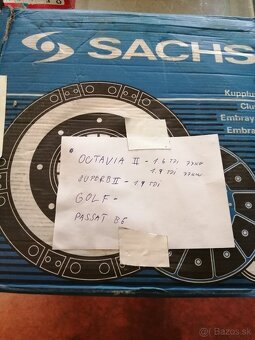 SACHS
Kupplu
Clu
Embray
Embra
OCTAVIA II - 1.6 TDI 77KW
1.9 TDI 77KW
SUPERB II - 1.9 TDI
GOLF -
PASSAT B6
Bazos.sk